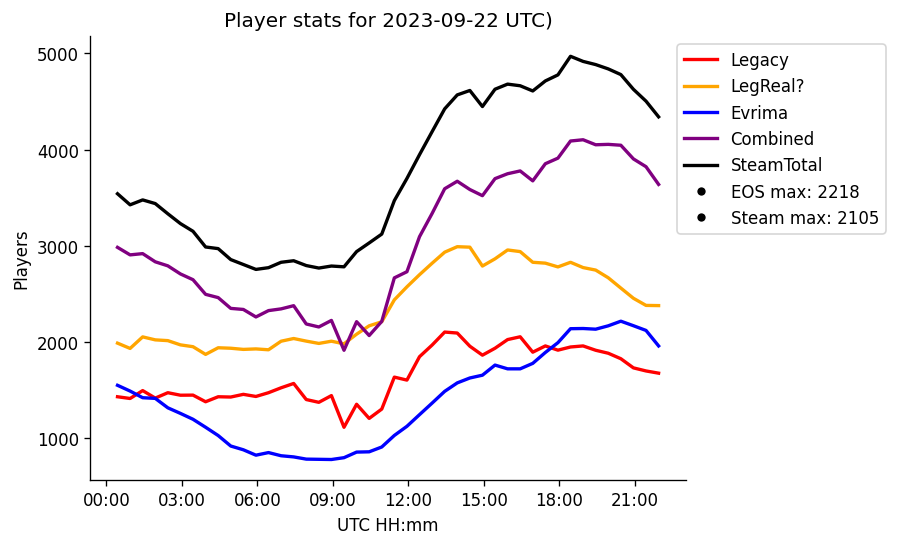 Player stats for 2023-09-22 UTC)
5000
4000
3000
2000
1000
Players
00:00 03:00 06:00 09:00 12:00 15:00 18:00 21:00
UTC HH:mm
Legacy
LegReal?
Evrima
Combined
SteamTotal
EOS max: 2218
Steam max: 2105